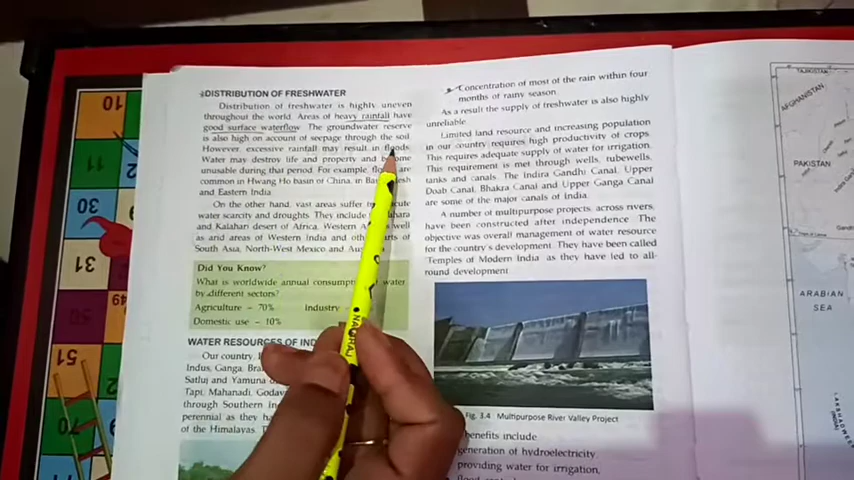 DISTRIBUTION OF FRESHWATER
Distribution of freshwater is highly uneven
throughout the world. Areas of heavy rainfall have
good surface waterflow. The groundwater reserve
is also high on account of seepage through the soil.
However, excessive rainfall may result in floods.
Water may destroy life and property and
unusable during that period. For example,
common in Hwang Ho basin of China, in
and Eastern India.
On the other hand, vast areas suffer
water scarcity and droughts. They include
and Kalahari desert of Africa, Western
as areas of Western India and
South Asia, North-West Mexico and
Did You Know?
What is worldwide annual consumption of water
by different sectors?
Agriculture – 70% Industry
Domestic use – 10%
WATER RESOURCES OF
Our country,
Indus, Ganga,
Satluj and Yamuna
Tapi, Mahanadi,
through Southern
perennial as they
the Himalayas
Concentration of most of the rain within four
months of rainy season
As a result the supply of freshwater is also highly
unreliable.
Limited land resource and increasing population
in our country requires high productivity of crops.
This requires adequate supply of water for irrigation.
This requirement is met through wells, tubewells,
tanks and canals. The Indira Gandhi Canal, Upper
Doab Canal, Bhakra Canal and Upper Ganga Canal
are some of the major canals of India.
A number of multipurpose projects, across rivers
have been constructed after independence. The
objective was overall management of water resource
for the country's development. They have been called
'Temples of Modern India' as they have led to all-
round development
Fig. 3.4 Multipurpose River Valley Project
benefits include
generation of hydroelectricity
providing water for irrigation
NATARAJ
TAJIKISTAN
AFGHANISTAN
PAKISTAN
ARABIAN
SEA
LAKSHADWEEP
(INDIA)
101
96
85
70
49
36
13
51